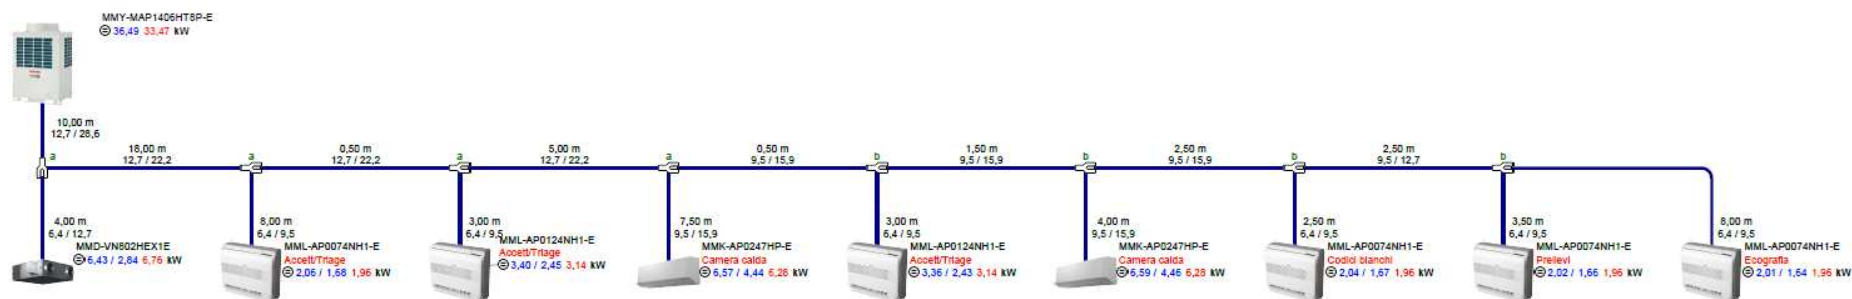 MMY-MAP1406HT8P-E
36,49 33,47 kW
10,00 m
12,7 / 28,6
a
18,00 m
12,7 / 22,2
a
0,50 m
12,7 / 22,2
a
5,00 m
12,7 / 22,2
a
0,50 m
9,5 / 15,9
b
1,50 m
9,5 / 15,9
b
2,50 m
9,5 / 15,9
b
2,50 m
9,5 / 12,7
b
4,00 m
6,4 / 12,7
MMD-VN802HEX1E
6,43 / 2,84 6,76 kW
8,00 m
6,4 / 9,5
MML-AP0074NH1-E
Accett/Triage
2,06 / 1,68 1,96 kW
3,00 m
6,4 / 9,5
MML-AP0124NH1-E
Accett/Triage
3,40 / 2,45 3,14 kW
7,50 m
9,5 / 15,9
MMK-AP0247HP-E
Camera calda
6,57 / 4,44 6,28 kW
3,00 m
6,4 / 9,5
MML-AP0124NH1-E
Accett/Triage
3,36 / 2,43 3,14 kW
4,00 m
9,5 / 15,9
MMK-AP0247HP-E
Camera calda
6,59 / 4,46 6,28 kW
2,50 m
6,4 / 9,5
MML-AP0074NH1-E
Codici bianchi
2,04 / 1,67 1,96 kW
3,50 m
6,4 / 9,5
MML-AP0074NH1-E
Prelievi
2,02 / 1,66 1,96 kW
8,00 m
6,4 / 9,5
MML-AP0074NH1-E
Ecografia
2,01 / 1,64 1,96 kW